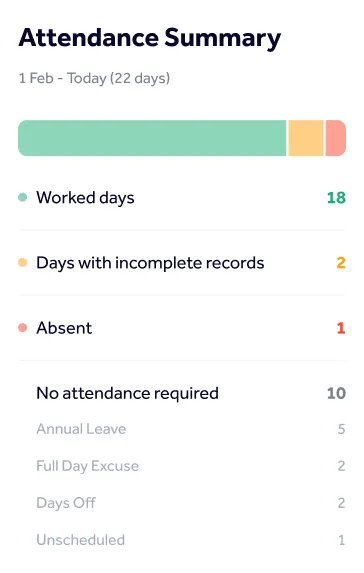 Attendance Summary
1 Feb - Today (22 days)
Worked days 18
Days with incomplete records 2
Absent 1
No attendance required 10
Annual Leave 5
Full Day Excuse 2
Days Off 2
Unscheduled 1